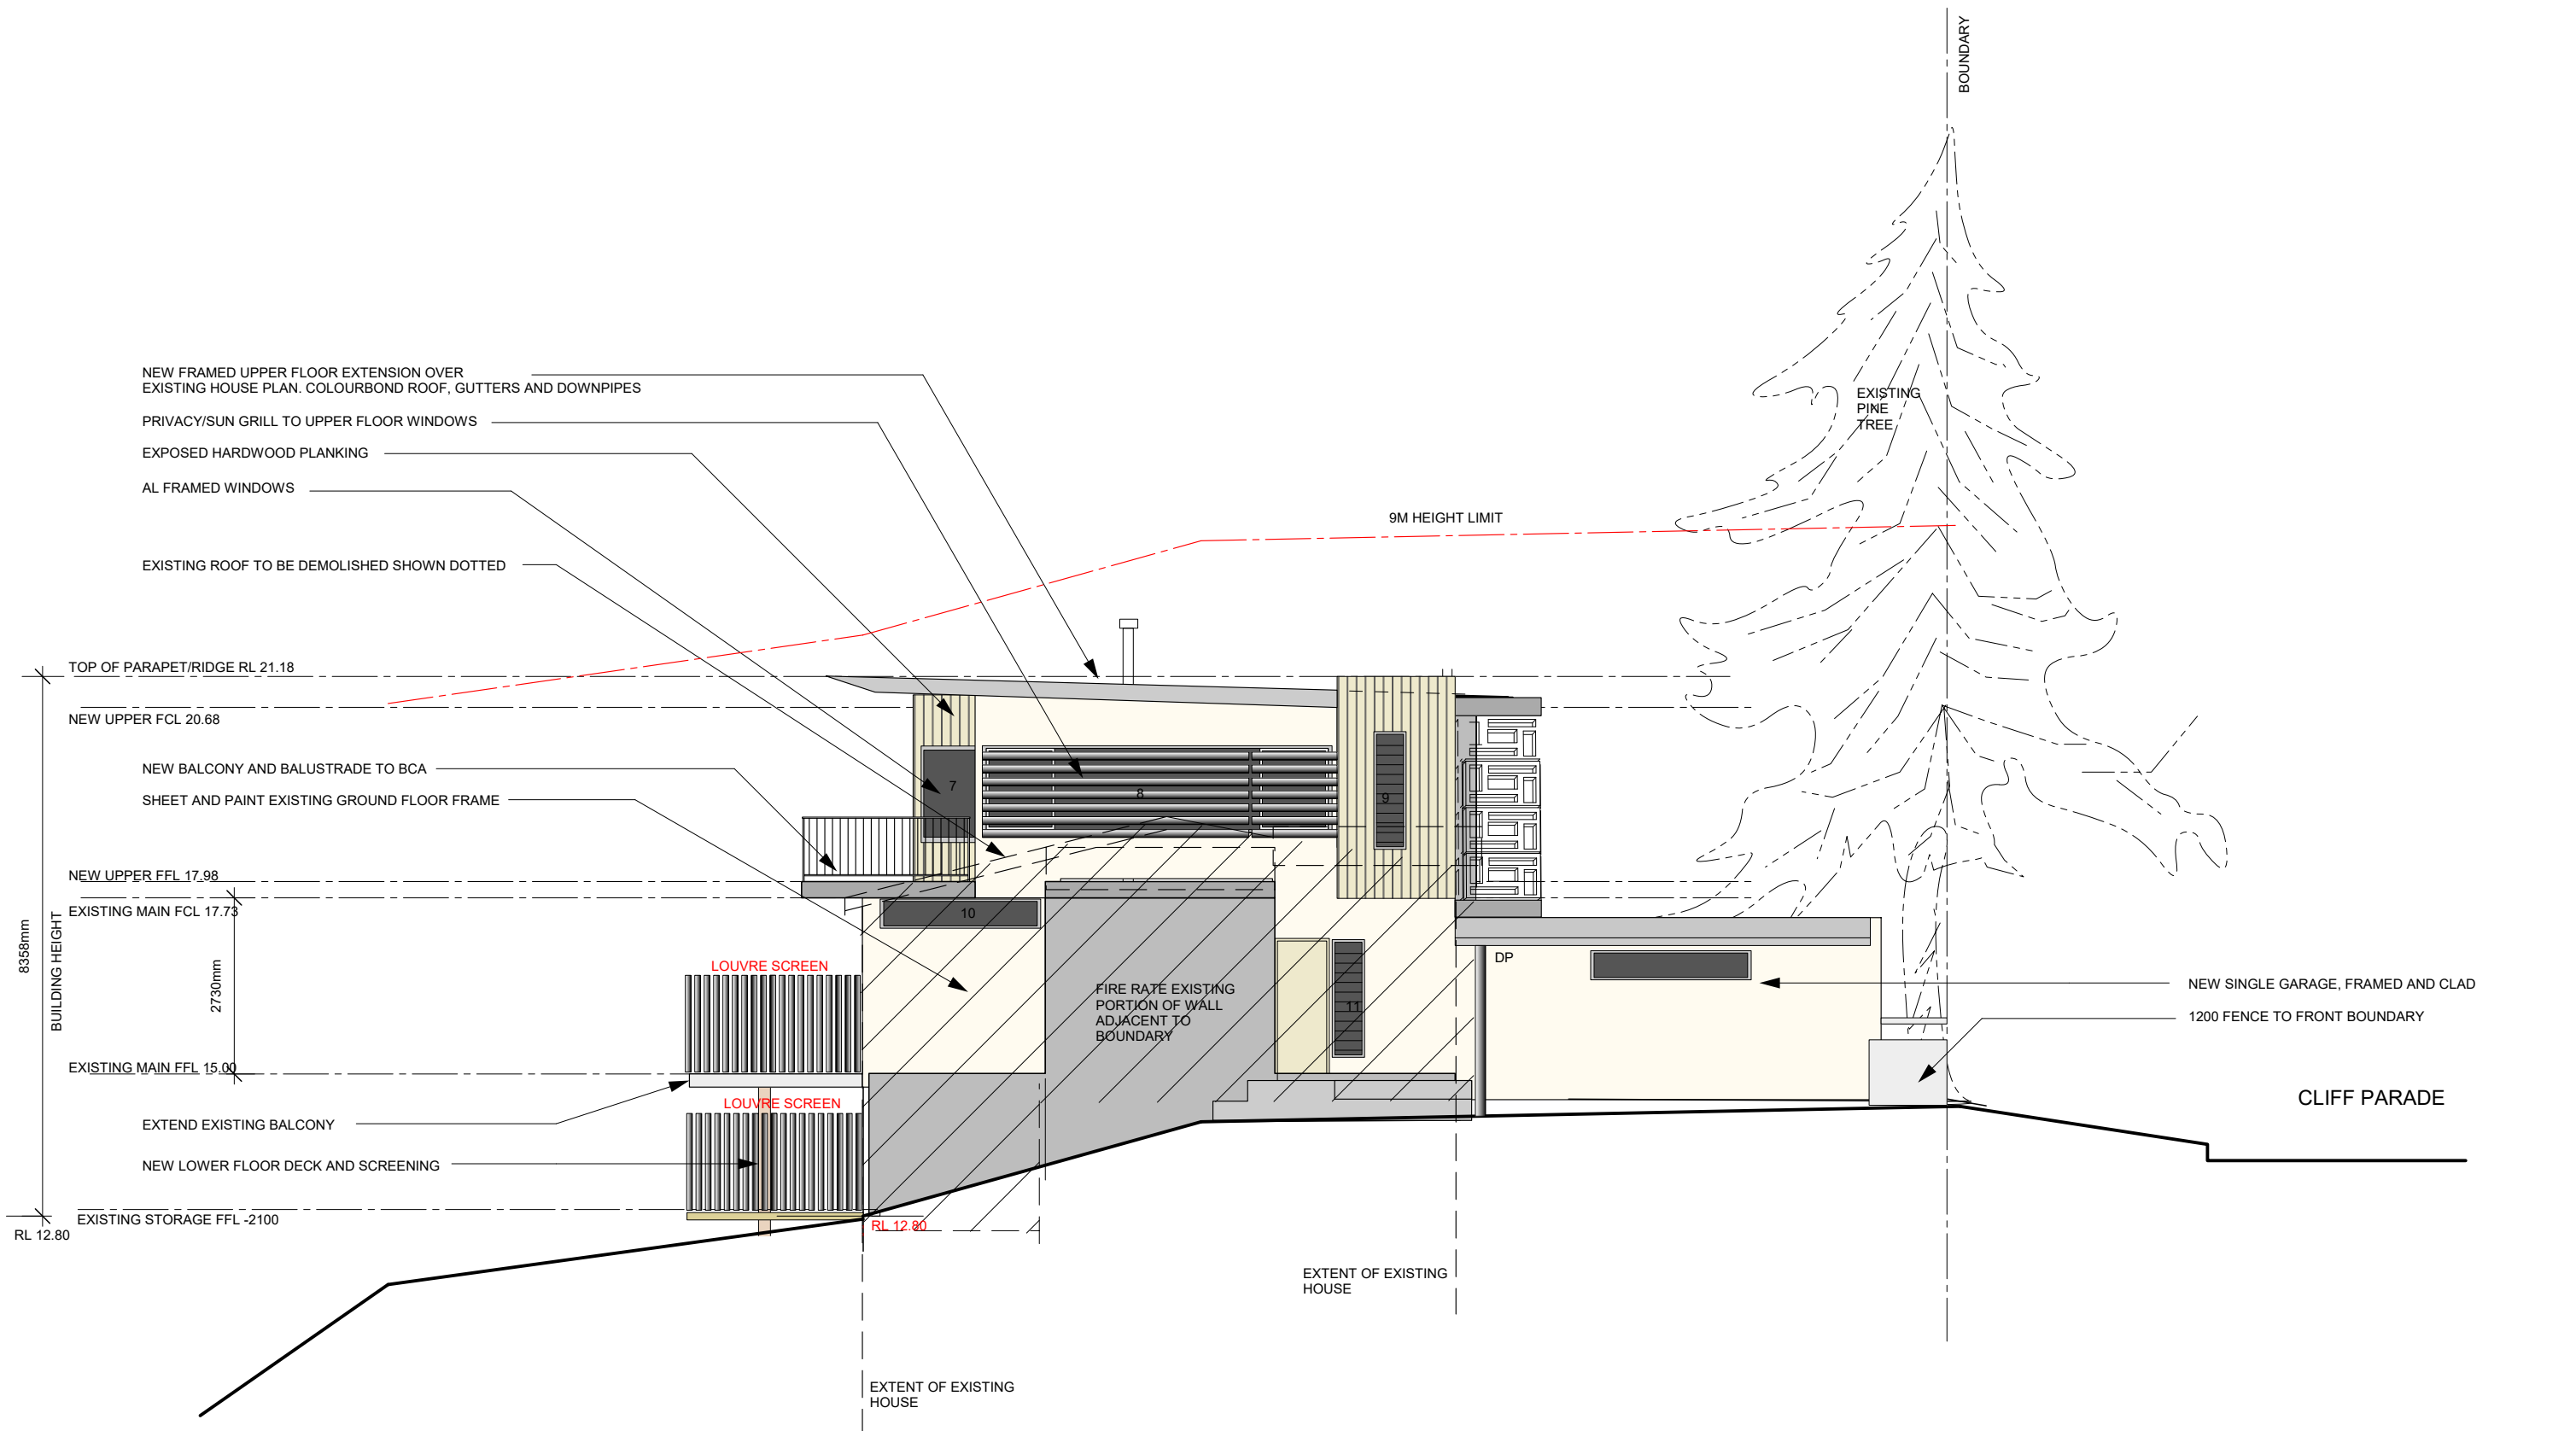 BOUNDARY
NEW FRAMED UPPER FLOOR EXTENSION OVER
EXISTING HOUSE PLAN. COLOURBOND ROOF, GUTTERS AND DOWNPIPES
PRIVACY/SUN GRILL TO UPPER FLOOR WINDOWS
EXPOSED HARDWOOD PLANKING
AL FRAMED WINDOWS
EXISTING ROOF TO BE DEMOLISHED SHOWN DOTTED
EXISTING
PINE
TREE
9M HEIGHT LIMIT
TOP OF PARAPET/RIDGE RL 21.18
NEW UPPER FCL 20.68
NEW BALCONY AND BALUSTRADE TO BCA
SHEET AND PAINT EXISTING GROUND FLOOR FRAME
7
8
9
NEW UPPER FFL 17.98
EXISTING MAIN FCL 17.73
10
8358mm
BUILDING HEIGHT
2730mm
LOUVRE SCREEN
FIRE RATE EXISTING
PORTION OF WALL
ADJACENT TO
BOUNDARY
11
DP
NEW SINGLE GARAGE, FRAMED AND CLAD
1200 FENCE TO FRONT BOUNDARY
EXISTING MAIN FFL 15.00
LOUVRE SCREEN
CLIFF PARADE
EXTEND EXISTING BALCONY
NEW LOWER FLOOR DECK AND SCREENING
EXISTING STORAGE FFL -2100
RL 12.80
RL 12.80
EXTENT OF EXISTING
HOUSE
EXTENT OF EXISTING
HOUSE